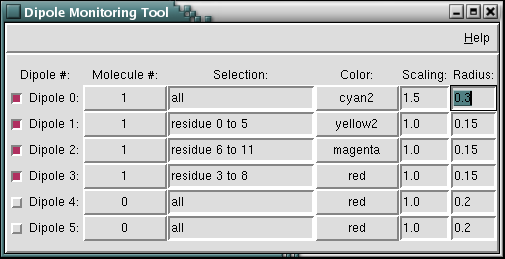 Dipole Monitoring Tool
Help
Dipole #: Molecule #: Selection: Color: Scaling: Radius:
Dipole 0: 1 all cyan2 1.5 0.3
Dipole 1: 1 residue 0 to 5 yellow2 1.0 0.15
Dipole 2: 1 residue 6 to 11 magenta 1.0 0.15
Dipole 3: 1 residue 3 to 8 red 1.0 0.15
Dipole 4: 0 all red 1.0 0.2
Dipole 5: 0 all red 1.0 0.2